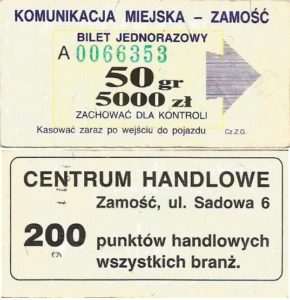 KOMUNIKACJA MIEJSKA – ZAMOŚĆ
BILET JEDNORAZOWY
A 0066353
50 gr
5000 zł
ZACHOWAĆ DLA KONTROLI
Kasować zaraz po wejściu do pojazdu Cz.Z.G.
CENTRUM HANDLOWE
Zamość, ul. Sadowa 6
200 punktów handlowych
wszystkich branż.